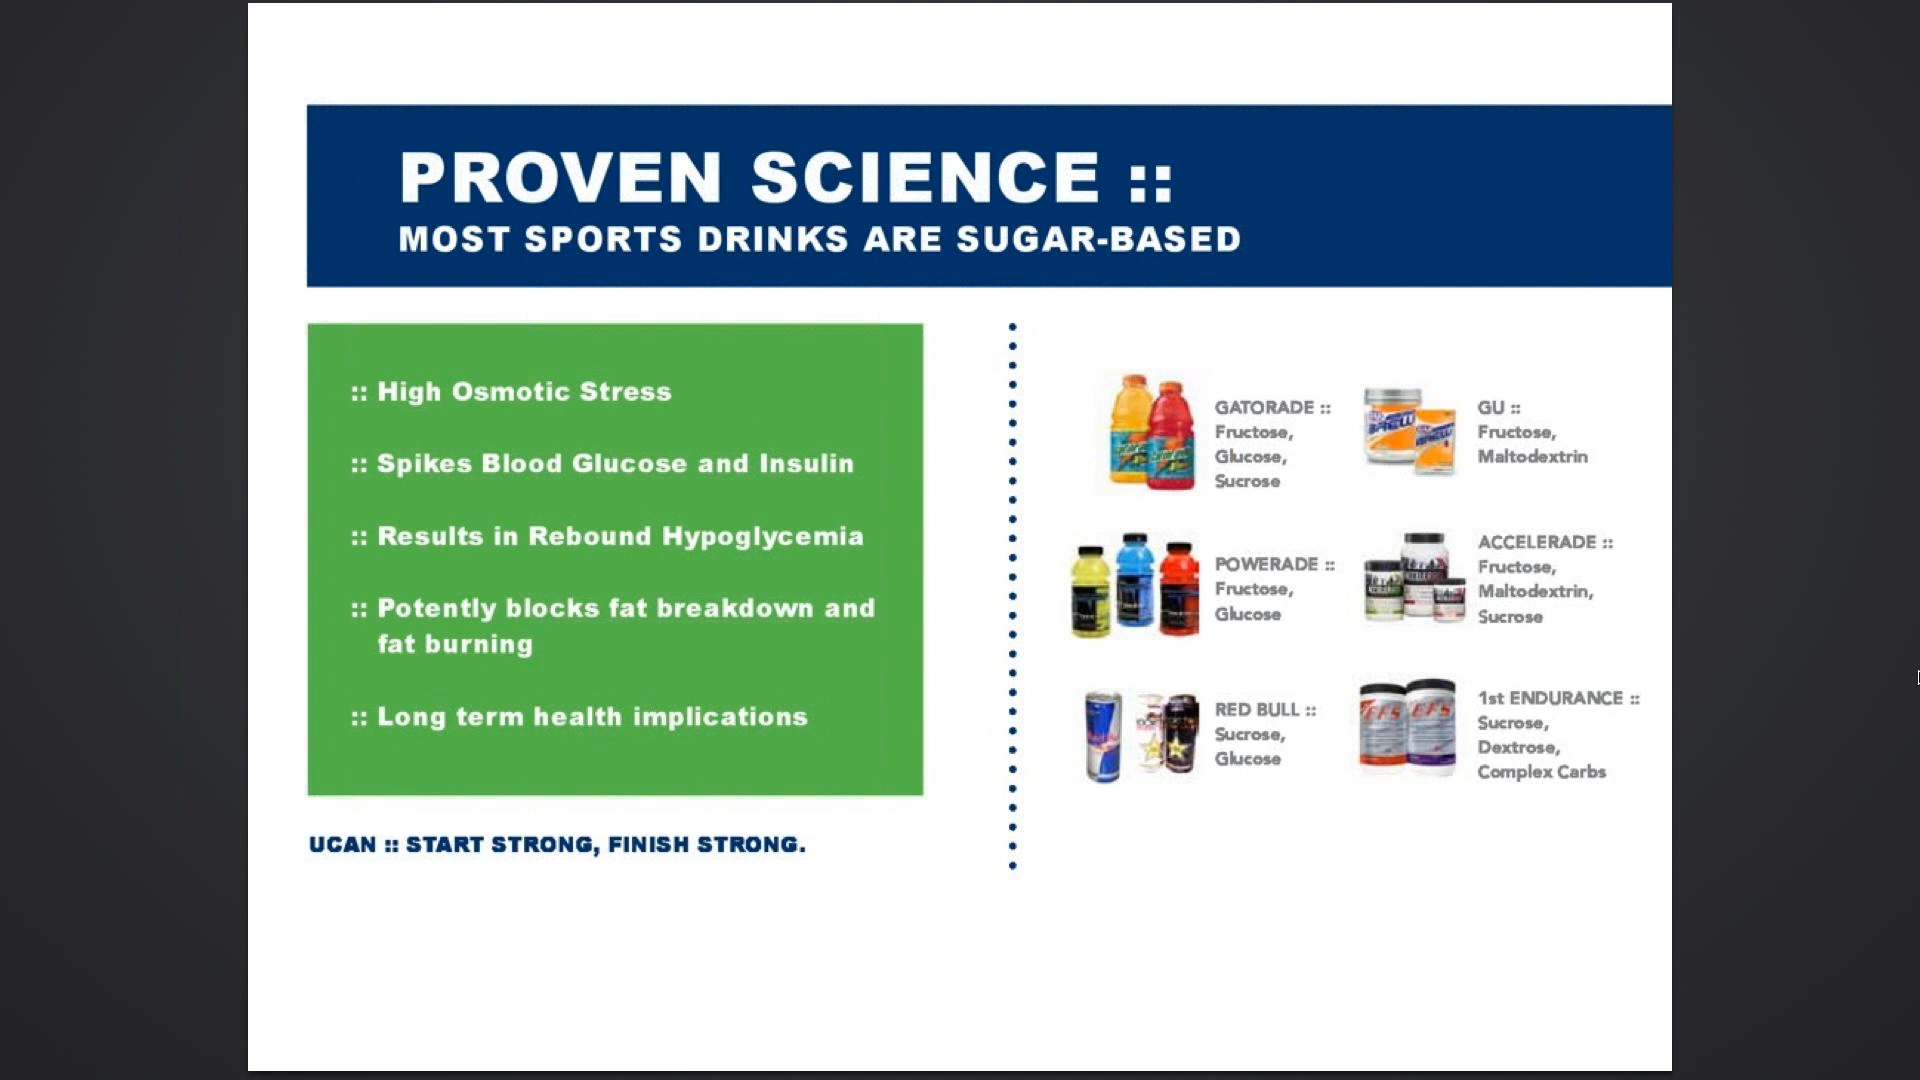 PROVEN SCIENCE ::
MOST SPORTS DRINKS ARE SUGAR-BASED
:: High Osmotic Stress
:: Spikes Blood Glucose and Insulin
:: Results in Rebound Hypoglycemia
:: Potently blocks fat breakdown and
fat burning
:: Long term health implications
UCAN :: START STRONG, FINISH STRONG.
GATORADE ::
Fructose,
Glucose,
Sucrose
GU ::
Fructose,
Maltodextrin
POWERADE ::
Fructose,
Glucose
ACCELERADE ::
Fructose,
Maltodextrin,
Sucrose
RED BULL ::
Sucrose,
Glucose
1st ENDURANCE ::
Sucrose,
Dextrose,
Complex Carbs
BREW
EFS
EFS